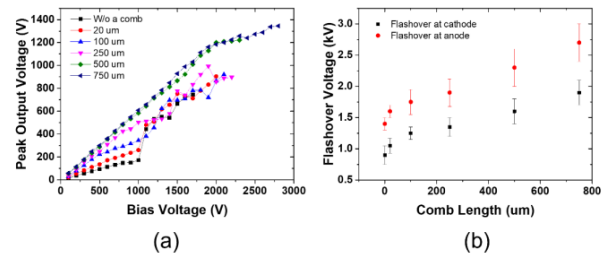 (a)
1400
1200
1000
800
600
400
200
0
Peak Output Voltage (V)
W/o a comb
20 um
100 um
250 um
500 um
750 um
0 500 1000 1500 2000 2500 3000
Bias Voltage (V)
(a)
(b)
3.0
2.5
2.0
1.5
1.0
0.5
Flashover Voltage (kV)
Flashover at cathode
Flashover at anode
0 200 400 600 800
Comb Length (um)
(b)